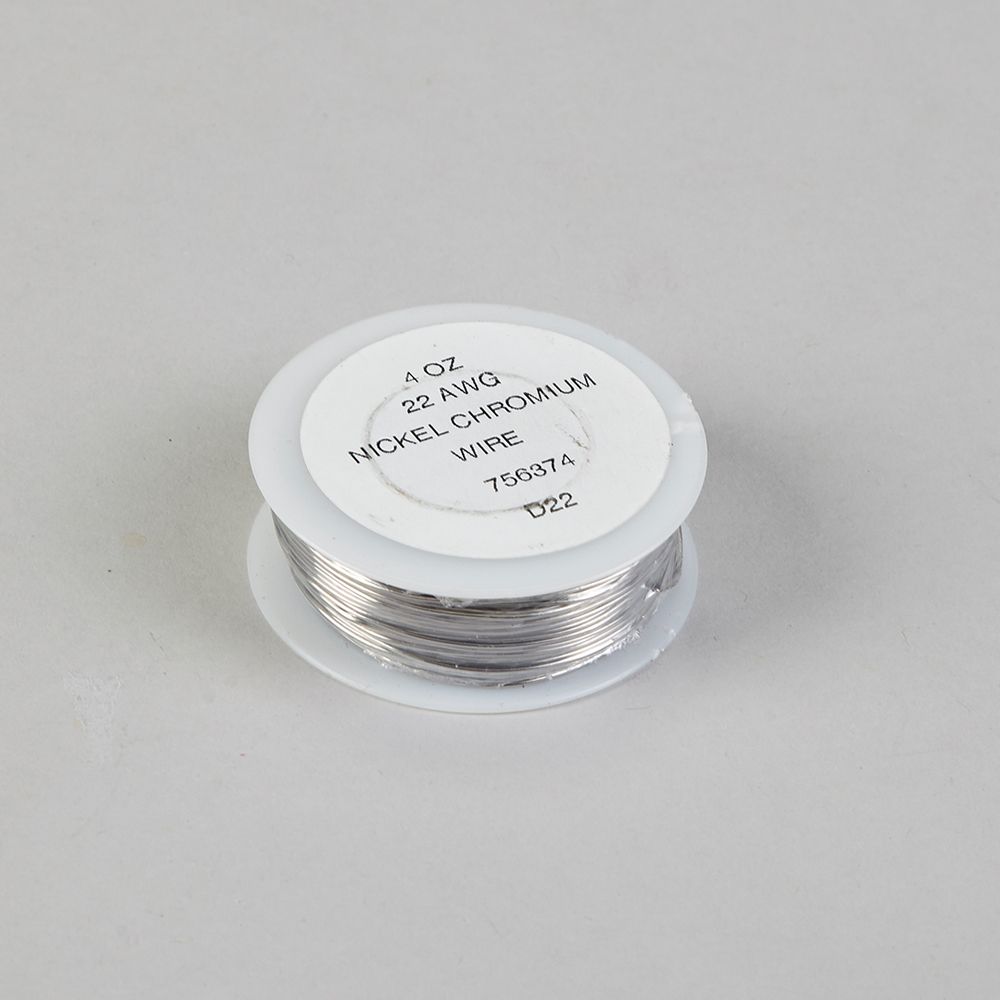 4 OZ
22 AWG
NICKEL CHROMIUM
WIRE
756374
D22